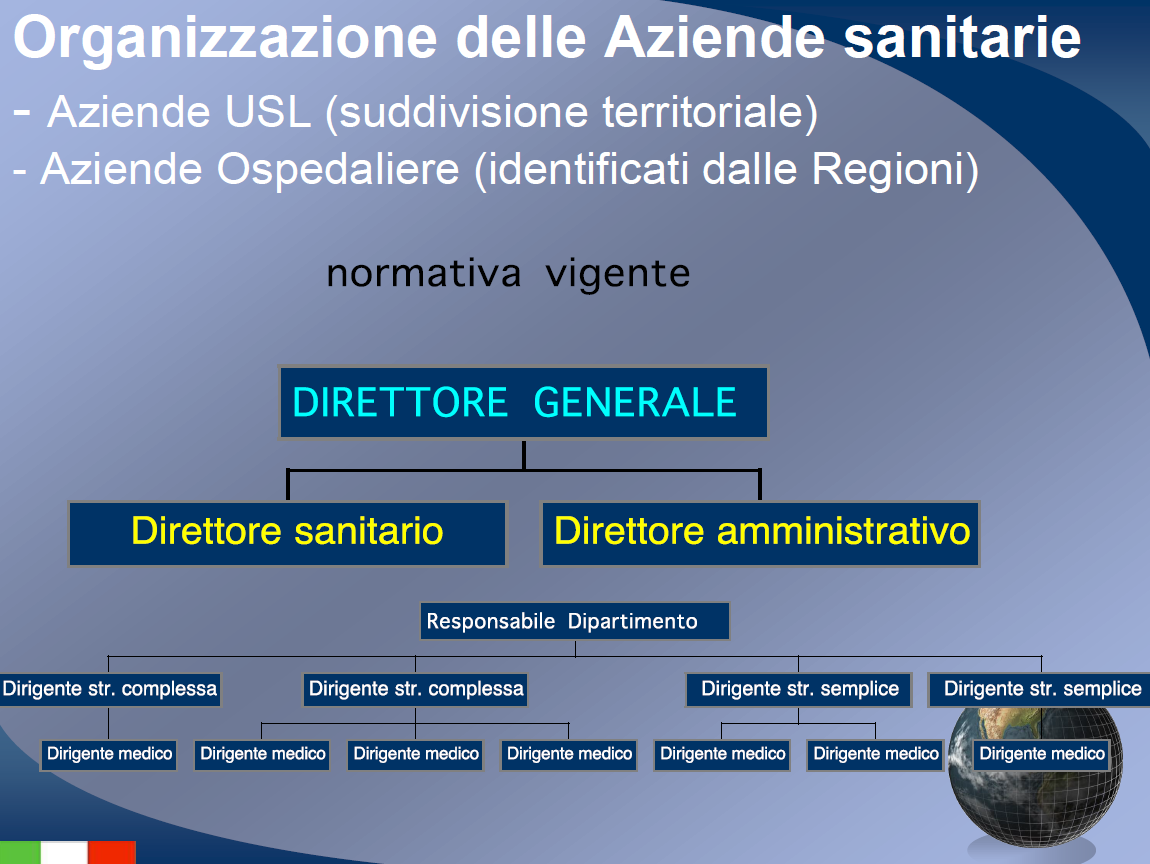 Organizzazione delle Aziende sanitarie
- Aziende USL (suddivisione territoriale)
- Aziende Ospedaliere (identificati dalle Regioni)
normativa vigente
DIRETTORE GENERALE
Direttore sanitario
Direttore amministrativo
Responsabile Dipartimento
Dirigente str. complessa
Dirigente str. complessa
Dirigente str. semplice
Dirigente str. semplice
Dirigente medico
Dirigente medico
Dirigente medico
Dirigente medico
Dirigente medico
Dirigente medico
Dirigente medico